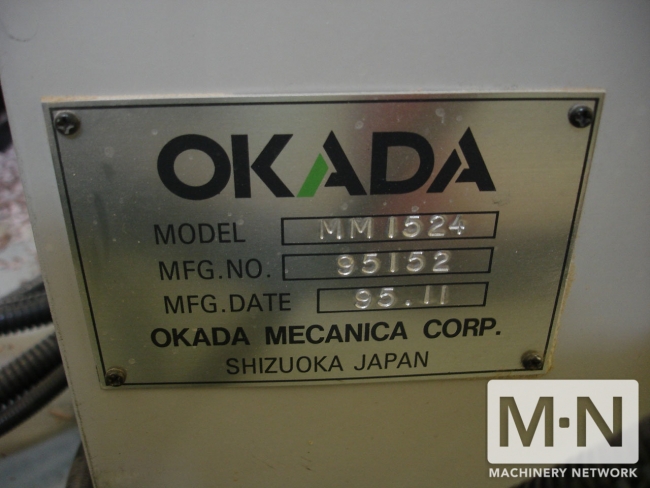 OKADA
MODEL MM1524
MFG.NO. 95152
MFG.DATE 95.11
OKADA MECANICA CORP.
SHIZUOKA JAPAN
M·N
MACHINERY NETWORK